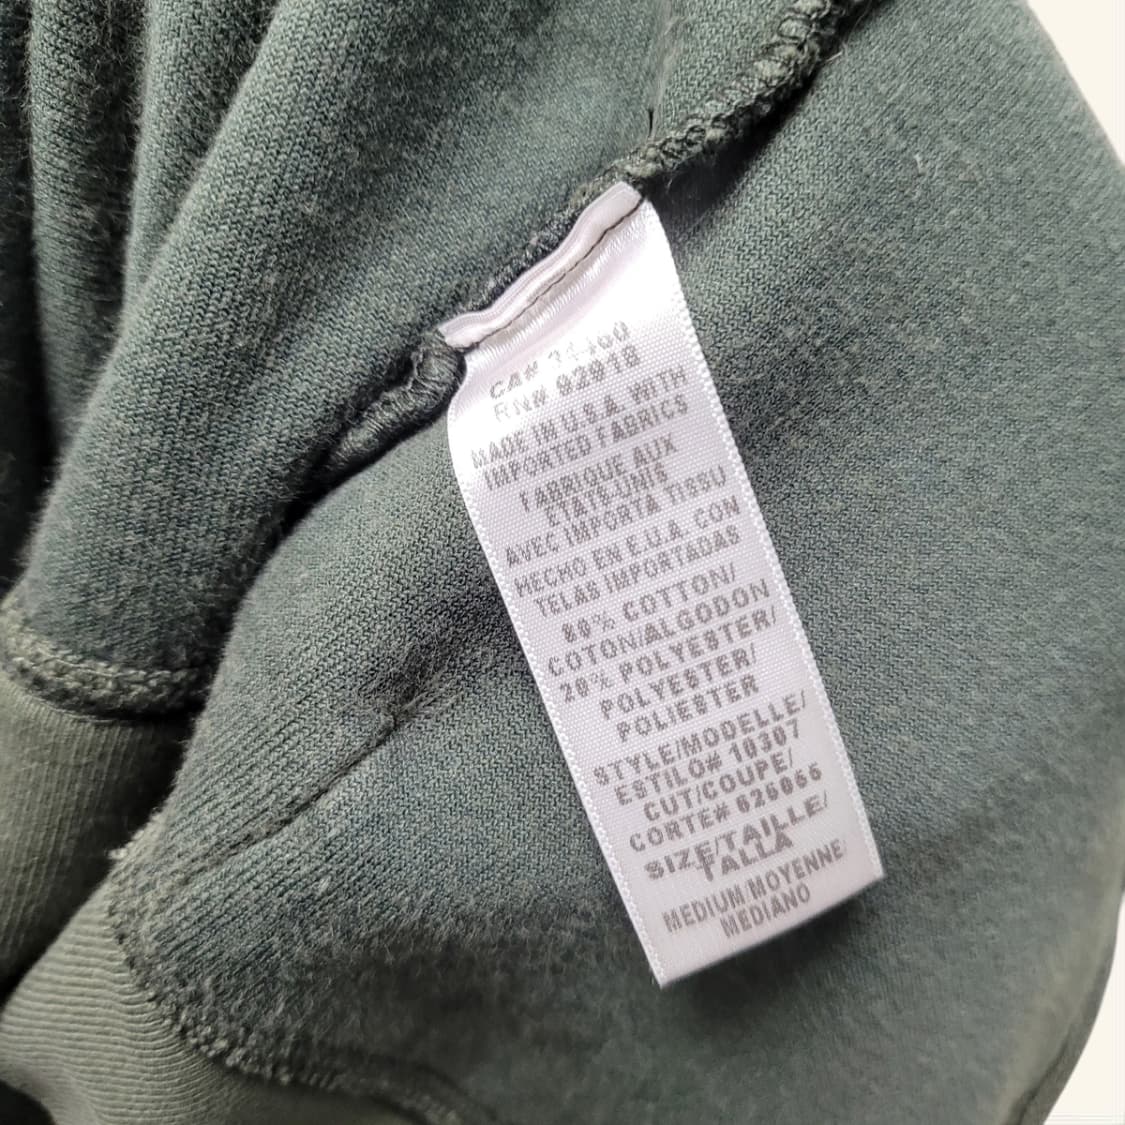 CA#
RN# 92918
MADE IN U.S.A. WITH
IMPORTED FABRICS
FABRIQUE AUX
ETATS-UNIS
AVEC IMPORTA TISSU
HECHO EN E.U.A. CON
TELAS IMPORTADAS
80% COTTON/
COTON/ALGODON
20% POLYESTER/
POLYESTER/
POLIESTER
STYLE/MODELLE/
ESTILO# 10307
CUT/COUPE/
CORTE# 626066
SIZE/TAILLE/
TALLA
MEDIUM/MOYENNE/
MEDIANO